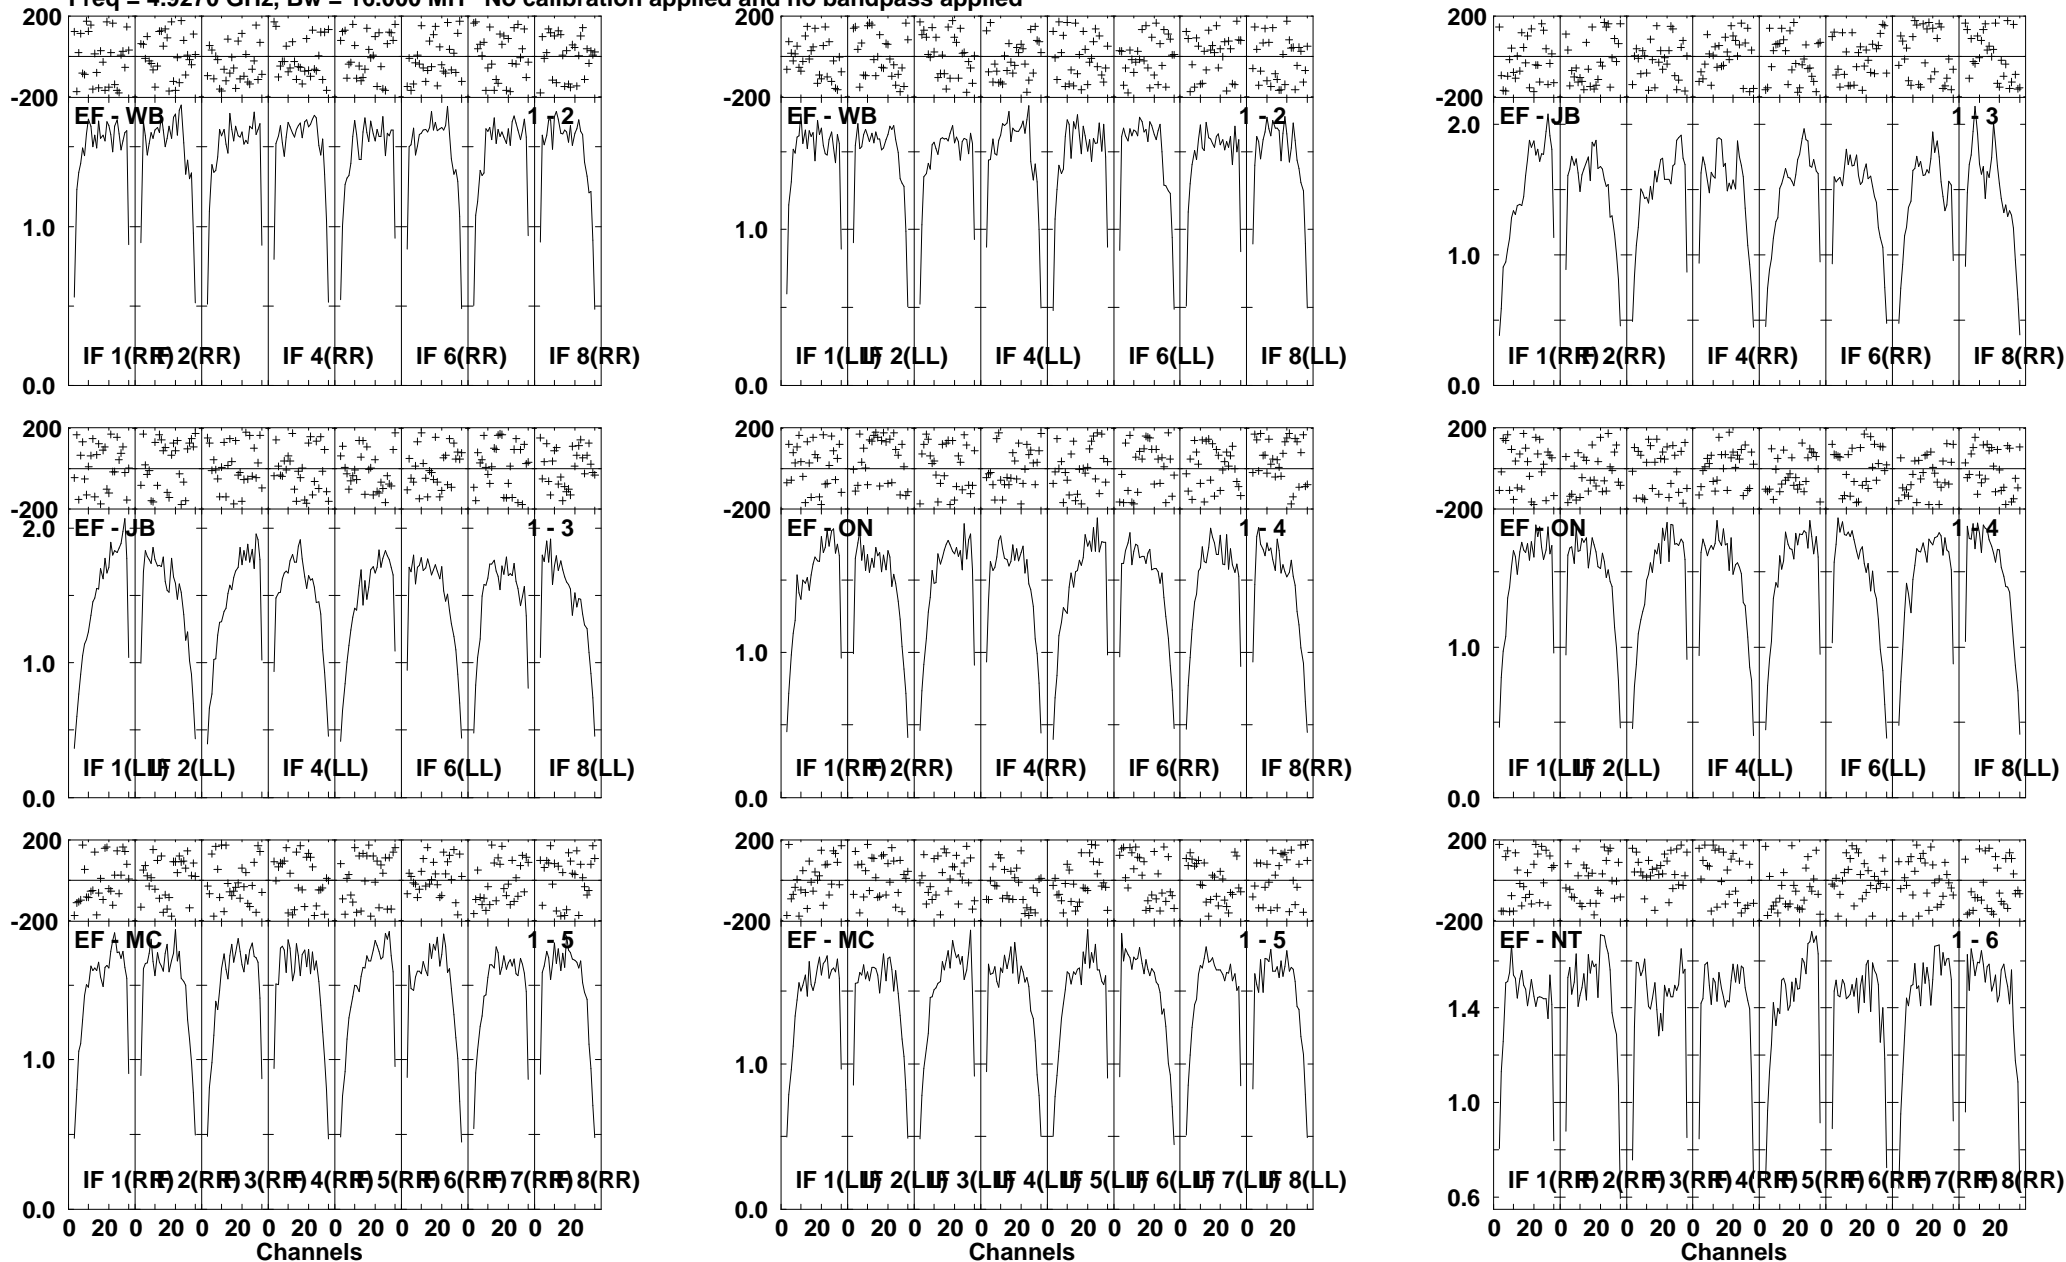 Freq = 4.9276 GHz, Bw = 16.000 MH No calibration applied and no bandpass applied
200 200 200
-200 -200 -200
EF - WB 1 - 2 EF - WB 1 - 2 EF - JB 1 - 3
2.0
1.0 1.0 1.0
IF 1(RR) IF 2(RR) IF 4(RR) IF 6(RR) IF 8(RR) IF 1(LL) IF 2(LL) IF 4(LL) IF 6(LL) IF 8(LL) IF 1(RR) IF 2(RR) IF 4(RR) IF 6(RR) IF 8(RR)
0.0 0.0 0.0
200 200 200
-200 -200 -200
EF - JB 1 - 3 EF - ON 1 - 4 EF - ON 1 - 4
2.0
1.0 1.0 1.0
IF 1(LL) IF 2(LL) IF 4(LL) IF 6(LL) IF 8(LL) IF 1(RR) IF 2(RR) IF 4(RR) IF 6(RR) IF 8(RR) IF 1(LL) IF 2(LL) IF 4(LL) IF 6(LL) IF 8(LL)
0.0 0.0 0.0
200 200 200
-200 -200 -200
EF - MC 1 - 5 EF - MC 1 - 5 EF - NT 1 - 6
1.4
1.0 1.0 1.0
IF 1(RR) IF 2(RR) IF 3(RR) IF 4(RR) IF 5(RR) IF 6(RR) IF 7(RR) IF 8(RR) IF 1(LL) IF 2(LL) IF 3(LL) IF 4(LL) IF 5(LL) IF 6(LL) IF 7(LL) IF 8(LL) IF 1(RR) IF 2(RR) IF 3(RR) IF 4(RR) IF 5(RR) IF 6(RR) IF 7(RR) IF 8(RR)
0.6
0.0 0.0
0 20 0 20 0 20 0 20 0 20 0 20 0 20 0 20 0 20 0 20 0 20 0 20 0 20 0 20 0 20 0 20 0 20 0 20 0 20 0 20 0 20 0 20 0 20 0 20
Channels Channels Channels